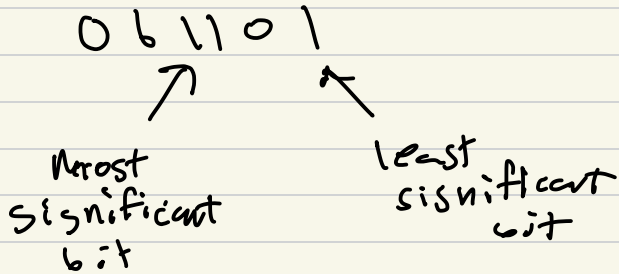 0b1101
Most
significant
bit
least
significant
bit